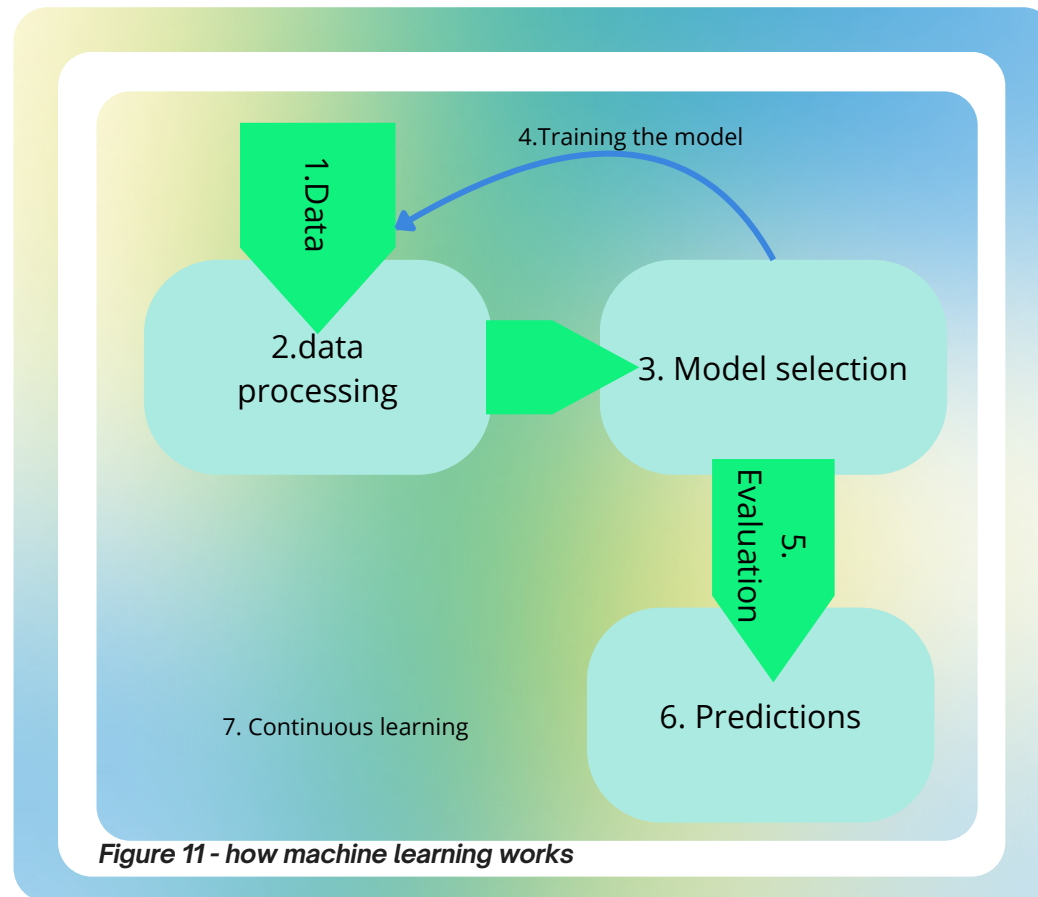 4.Training the model
1.Data
2.data
processing
3. Model selection
5.
Evaluation
6. Predictions
7. Continuous learning
Figure 11 - how machine learning works